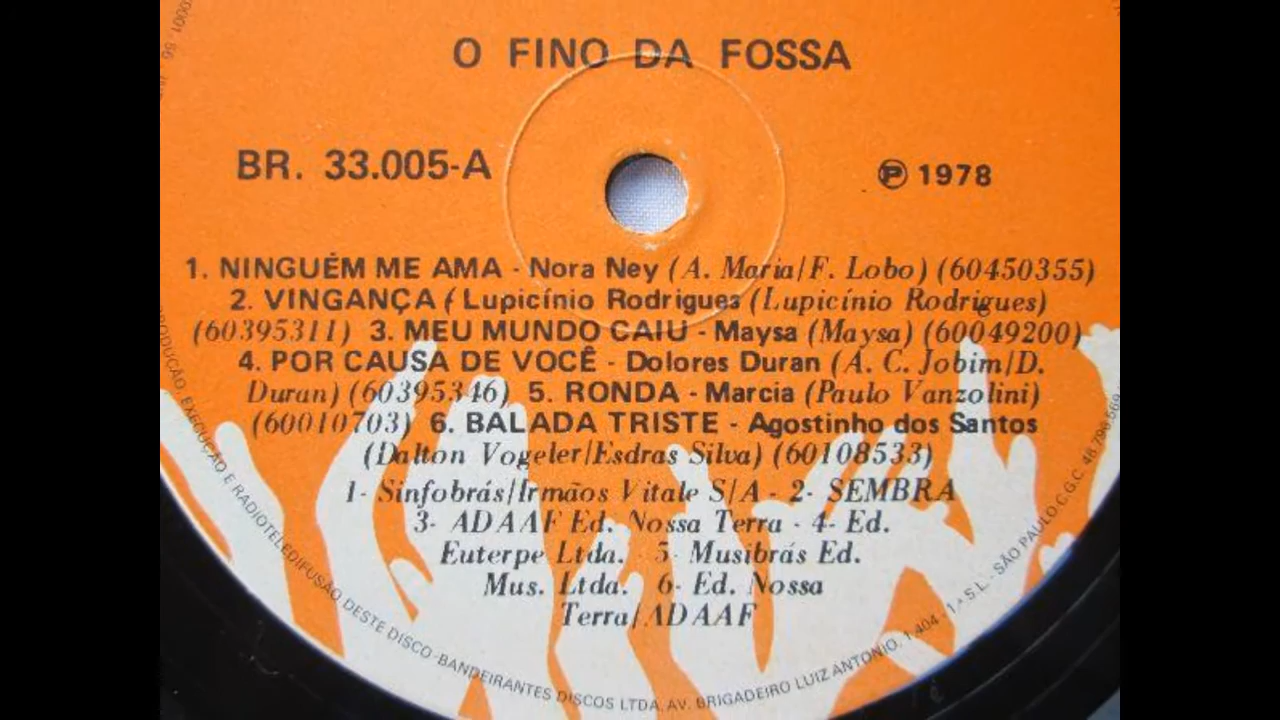 O FINO DA FOSSA
BR. 33.005-A
Ⓟ 1978
1. NINGUÉM ME AMA - Nora Ney (A. Maria/F. Lobo) (60450355)
2. VINGANÇA ( Lupicínio Rodrigues (Lupicínio Rodrigues)
(60395311) 3. MEU MUNDO CAIU - Maysa (Maysa) (60049200)
4. POR CAUSA DE VOCÊ - Dolores Duran (A. C. Jobim/D.
Duran) (60395346) 5. RONDA - Marcia (Paulo Vanzolini)
(60010703) 6. BALADA TRISTE - Agostinho dos Santos
(Dalton Vogeler/Esdras Silva) (60108533)
1- Sinfobrás/Irmãos Vitale S/A - 2- SEMBRA
3- ADAAF Ed. Nossa Terra - 4- Ed.
Euterpe Ltda. 5- Musibrás Ed.
Mus. Ltda. 6- Ed. Nossa
Terra/ADAAF
EXECUÇÃO E RADIOTELEDIFUSÃO DESTE DISCO-BANDEIRANTES DISCOS LTDA. AV. BRIGADEIRO LUIZ ANTONIO, 1.404 - 1ª S.L. - SÃO PAULO C.G.C.